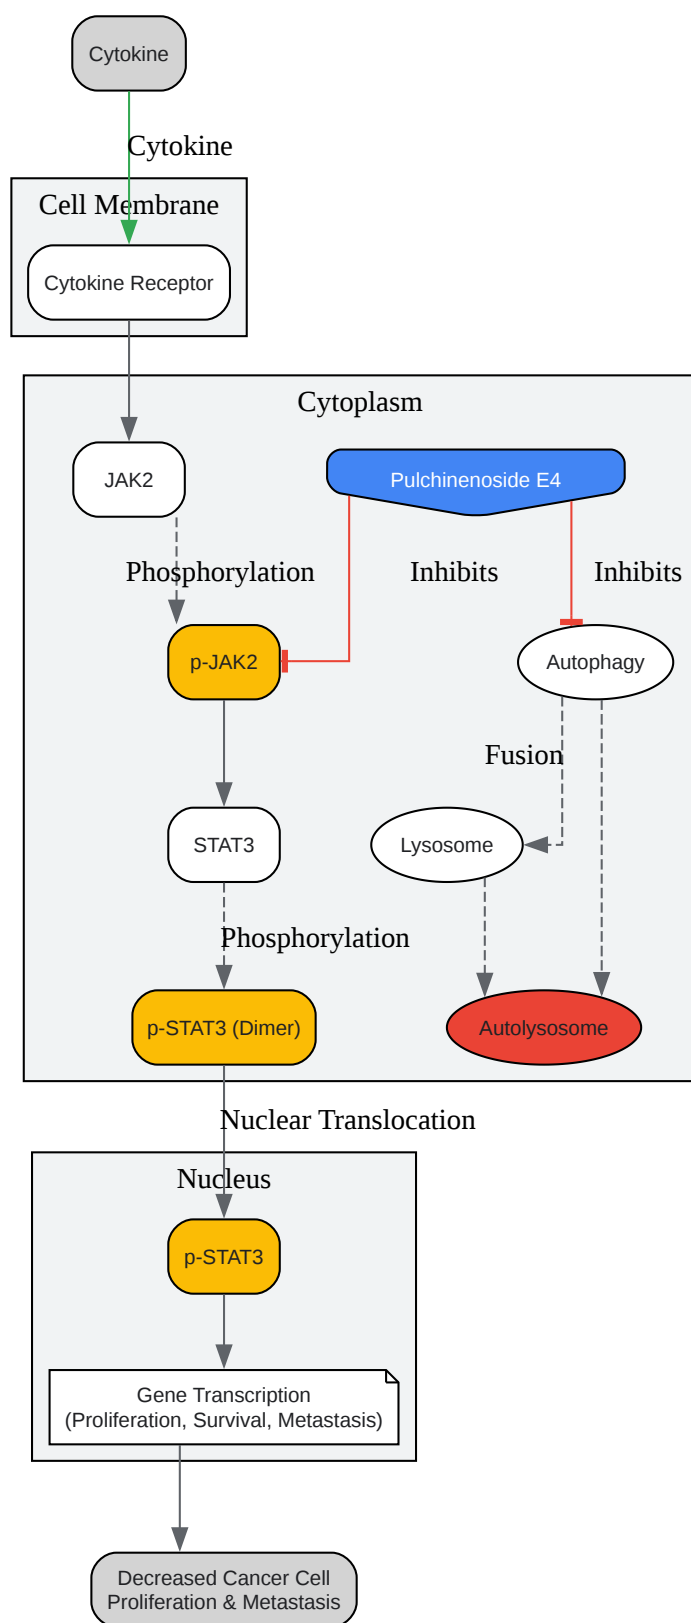 Cytokine
Cytokine
Cell Membrane
Cytokine Receptor
Cytoplasm
JAK2
Pulchinenoside E4
Phosphorylation
Inhibits
Inhibits
p-JAK2
Autophagy
Fusion
STAT3
Lysosome
Phosphorylation
p-STAT3 (Dimer)
Autolysosome
Nuclear Translocation
Nucleus
p-STAT3
Gene Transcription
(Proliferation, Survival, Metastasis)
Decreased Cancer Cell
Proliferation & Metastasis